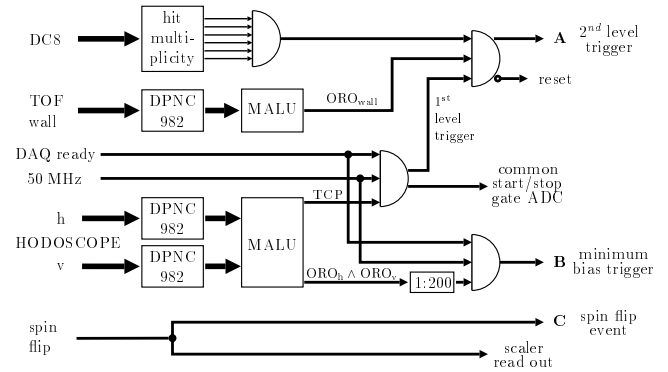 DC8
hit
multi-
plicity
A
2nd level
trigger
reset
TOF
wall
DPNC
982
MALU
OROwall
1st
level
trigger
DAQ ready
50 MHz
common
start/stop
gate ADC
TCP
h
DPNC
982
HODOSCOPE
v
DPNC
982
MALU
OROh ∧ OROv
1:200
B
minimum
bias trigger
spin
flip
C
spin flip
event
scaler
read out